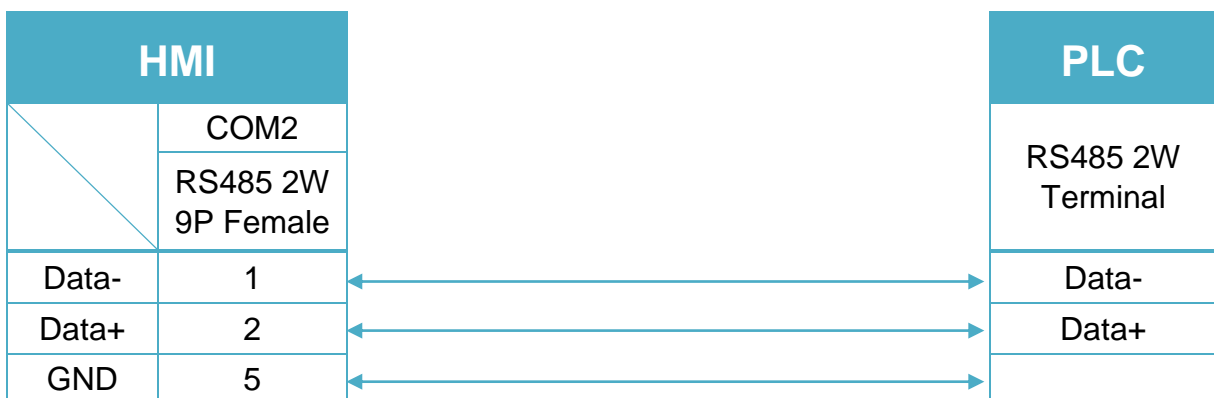 HMI PLC
COM2
RS485 2W
9P Female
RS485 2W
Terminal
Data- 1 Data-
Data+ 2 Data+
GND 5